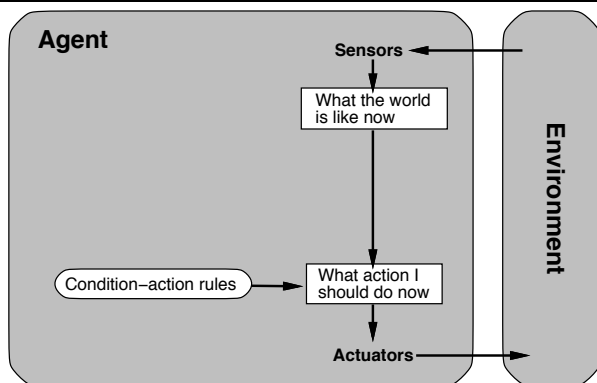 Agent
Sensors
What the world
is like now
Environment
Condition−action rules
What action I
should do now
Actuators